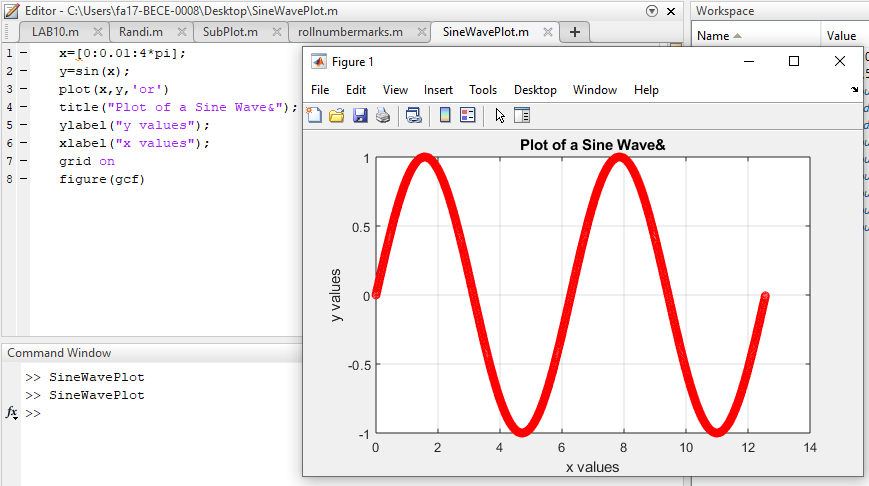 Editor - C:\Users\fa17-BECE-0008\Desktop\SineWavePlot.m
Workspace
LAB10.m
Randi.m
SubPlot.m
rollnumbermarks.m
SineWavePlot.m
Name
Value
1 – x=[0:0.01:4*pi];
2 – y=sin(x);
3 – plot(x,y,'or')
4 – title("Plot of a Sine Wave&");
5 – ylabel("y values");
6 – xlabel("x values");
7 – grid on
8 – figure(gcf)
Figure 1
File Edit View Insert Tools Desktop Window Help
Plot of a Sine Wave&
1
0.5
0
-0.5
-1
y values
0 2 4 6 8 10 12 14
x values
Command Window
>> SineWavePlot
>> SineWavePlot
fx >>